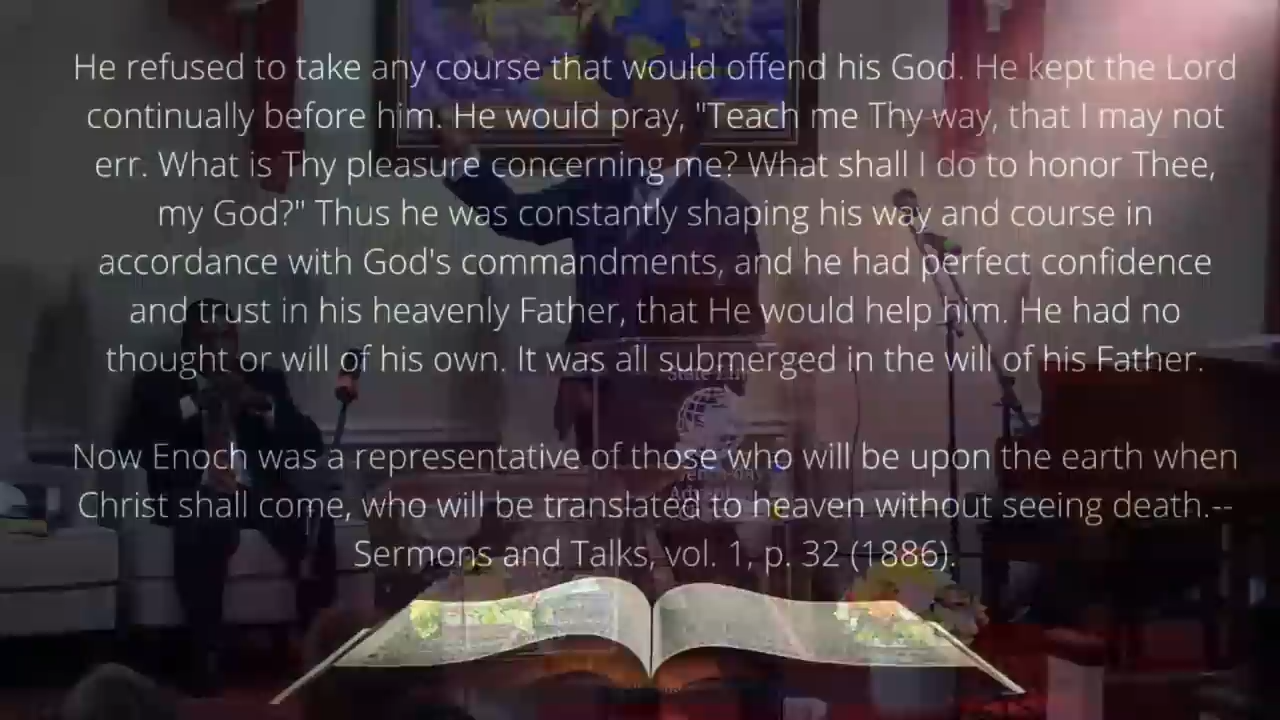 He refused to take any course that would offend his God. He kept the Lord
continually before him. He would pray, "Teach me Thy way, that I may not
err. What is Thy pleasure concerning me? What shall I do to honor Thee,
my God?" Thus he was constantly shaping his way and course in
accordance with God's commandments, and he had perfect confidence
and trust in his heavenly Father, that He would help him. He had no
thought or will of his own. It was all submerged in the will of his Father.
Now Enoch was a representative of those who will be upon the earth when
Christ shall come, who will be translated to heaven without seeing death.--
Sermons and Talks, vol. 1, p. 32 (1886).